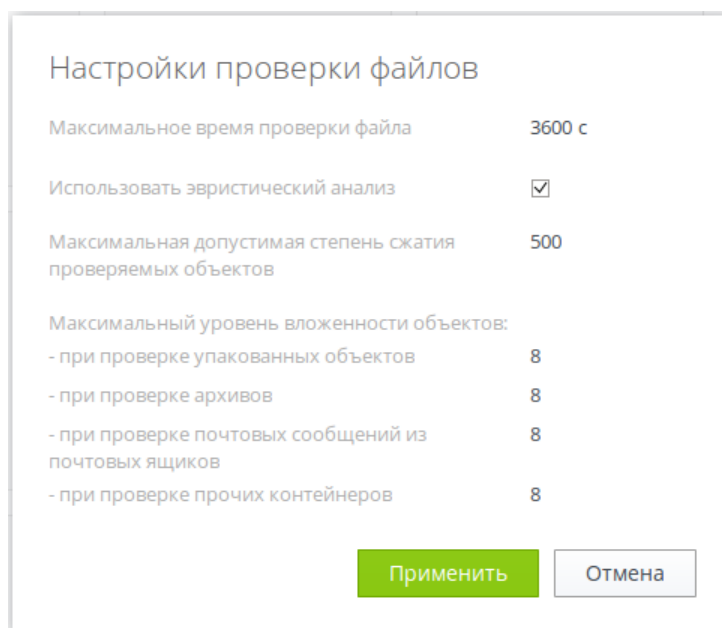 Настройки проверки файлов
Максимальное время проверки файла 3600 с
Использовать эвристический анализ
Максимальная допустимая степень сжатия 500
проверяемых объектов
Максимальный уровень вложенности объектов:
- при проверке упакованных объектов 8
- при проверке архивов 8
- при проверке почтовых сообщений из 8
почтовых ящиков
- при проверке прочих контейнеров 8
Применить Отмена